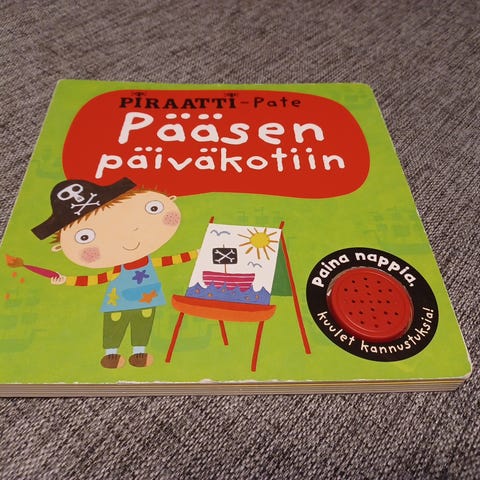 PIRAATTI-Pate
Pääsen
päiväkotiin
Paina nappia,
kuulet kannustuksia!